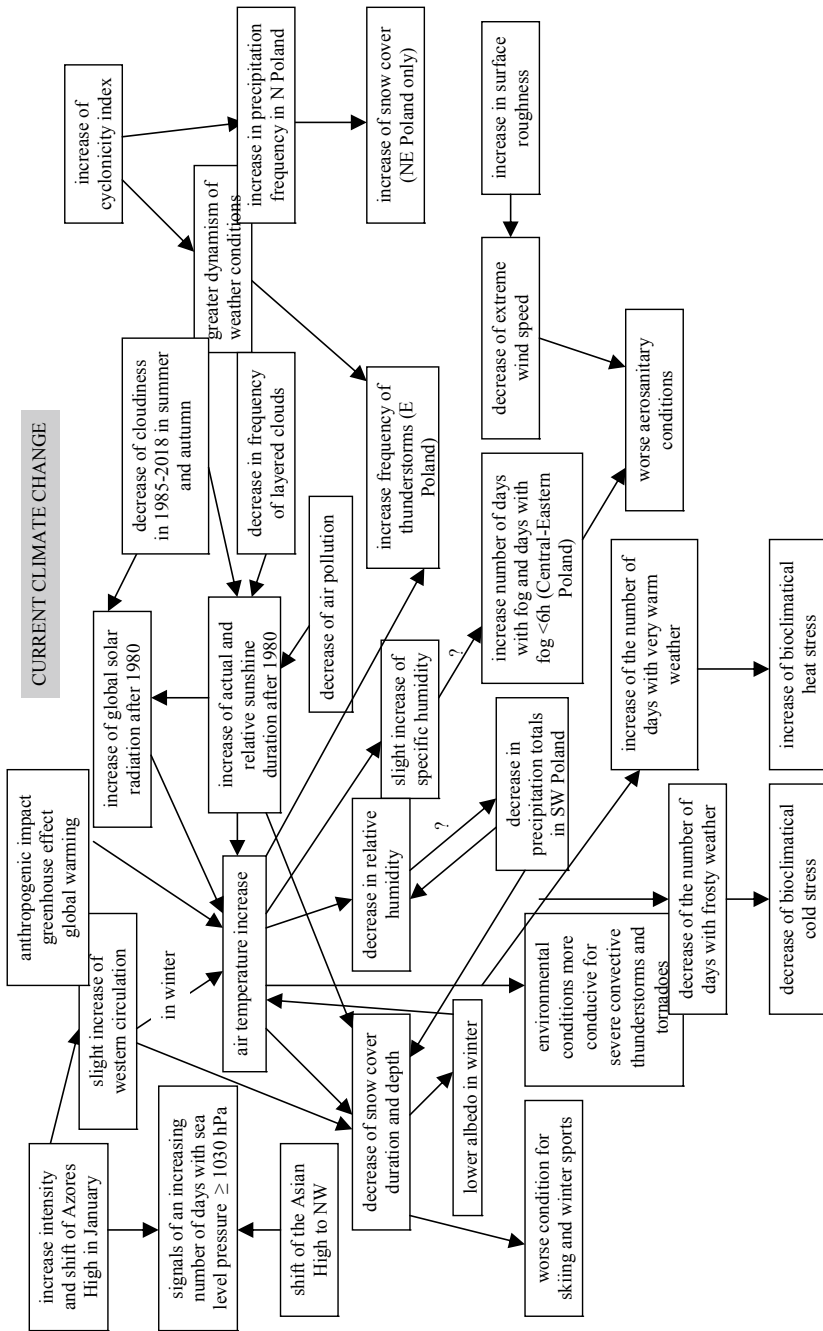 CURRENT CLIMATE CHANGE
increase intensity
and shift of Azores
High in January
slight increase of
western circulation
anthropogenic impact
greenhouse effect
global warming
increase of global solar
radiation after 1980
decrease of cloudiness
in 1985-2018 in summer
and autumn
increase of
cyclonicity index
signals of an increasing
number of days with sea
level pressure ≥ 1030 hPa
in winter
air temperature increase
increase of actual and
relative sunshine
duration after 1980
decrease in frequency
of layered clouds
greater dynamism of
weather conditions
increase in precipitation
frequency in N Poland
shift of the Asian
High to NW
decrease of air pollution
decrease of snow cover
duration and depth
decrease in relative
humidity
slight increase of
specific humidity
increase frequency of
thunderstorms (E
Poland)
increase of snow cover
(NE Poland only)
?
?
lower albedo in winter
decrease in
precipitation totals
in SW Poland
increase number of days
with fog and days with
fog <6h (Central-Eastern
Poland)
decrease of extreme
wind speed
increase in surface
roughness
worse condition for
skiing and winter sports
environmental
conditions more
conducive for
severe convective
thunderstorms and
tornadoes
decrease of the number of
days with frosty weather
increase of the number of
days with very warm
weather
worse aerosanitary
conditions
decrease of bioclimatical
cold stress
increase of bioclimatical
heat stress